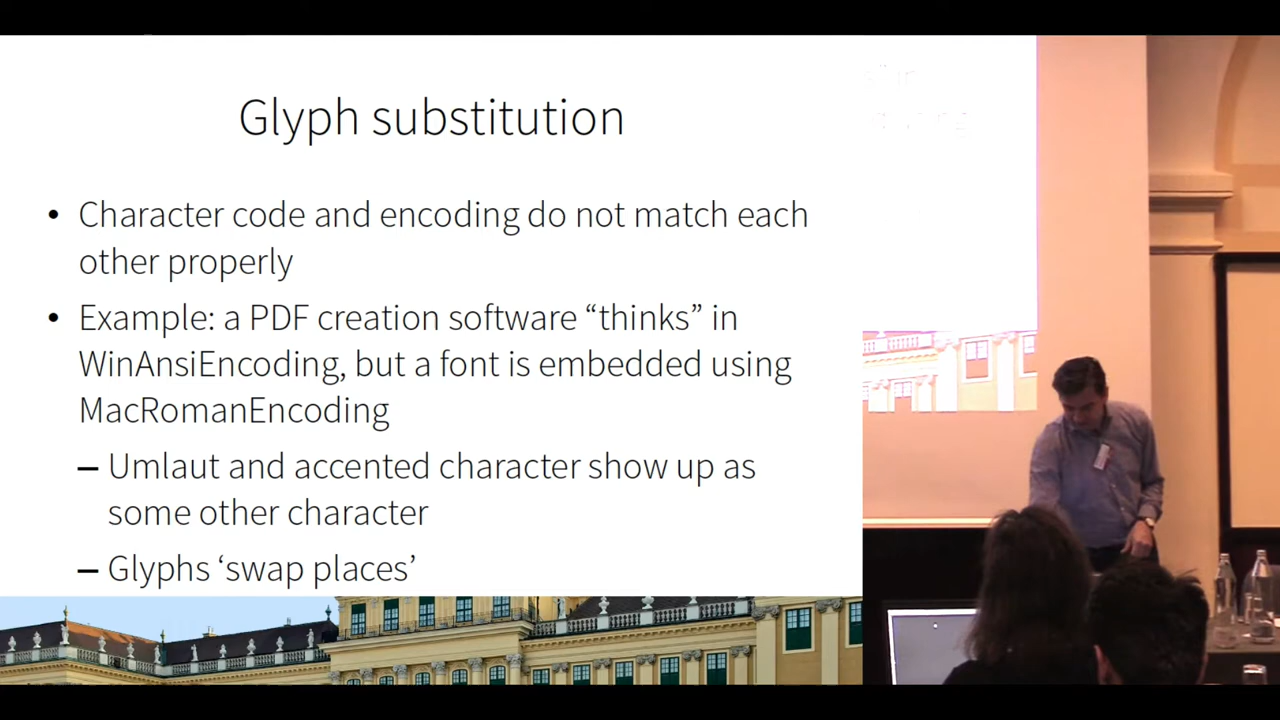 Glyph substitution
• Character code and encoding do not match each
other properly
• Example: a PDF creation software “thinks” in
WinAnsiEncoding, but a font is embedded using
MacRomanEncoding
– Umlaut and accented character show up as
some other character
– Glyphs ‘swap places’